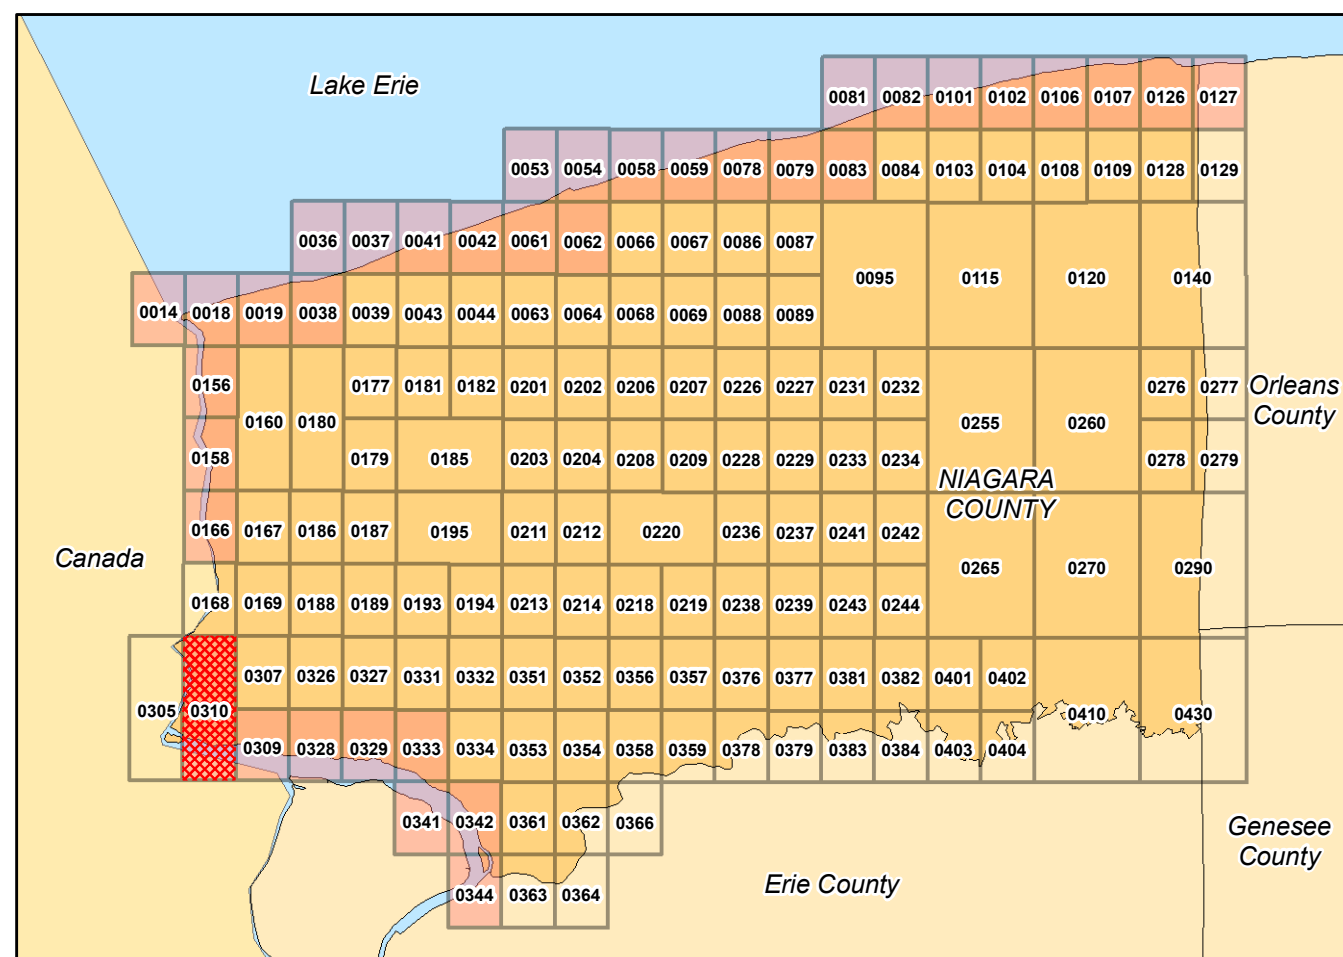 Lake Erie
0081 0082 0101 0102 0106 0107 0126 0127
0053 0054 0058 0059 0078 0079 0083 0084 0103 0104 0108 0109 0128 0129
0036 0037 0041 0042 0061 0062 0066 0067 0086 0087
0095 0115 0120 0140
0014 0018 0019 0038 0039 0043 0044 0063 0064 0068 0069 0088 0089
0156 0177 0181 0182 0201 0202 0206 0207 0226 0227 0231 0232 0276 0277
Orleans
County
0160 0180 0255 0260
0158 0179 0185 0203 0204 0208 0209 0228 0229 0233 0234 0278 0279
NIAGARA
COUNTY
0166 0167 0186 0187 0195 0211 0212 0220 0236 0237 0241 0242
Canada
0265 0270 0290
0168 0169 0188 0189 0193 0194 0213 0214 0218 0219 0238 0239 0243 0244
0307 0326 0327 0331 0332 0351 0352 0356 0357 0376 0377 0381 0382 0401 0402
0305 0310 0410 0430
0309 0328 0329 0333 0334 0353 0354 0358 0359 0378 0379 0383 0384 0403 0404
0341 0342 0361 0362 0366
Genesee
County
Erie County
0344 0363 0364